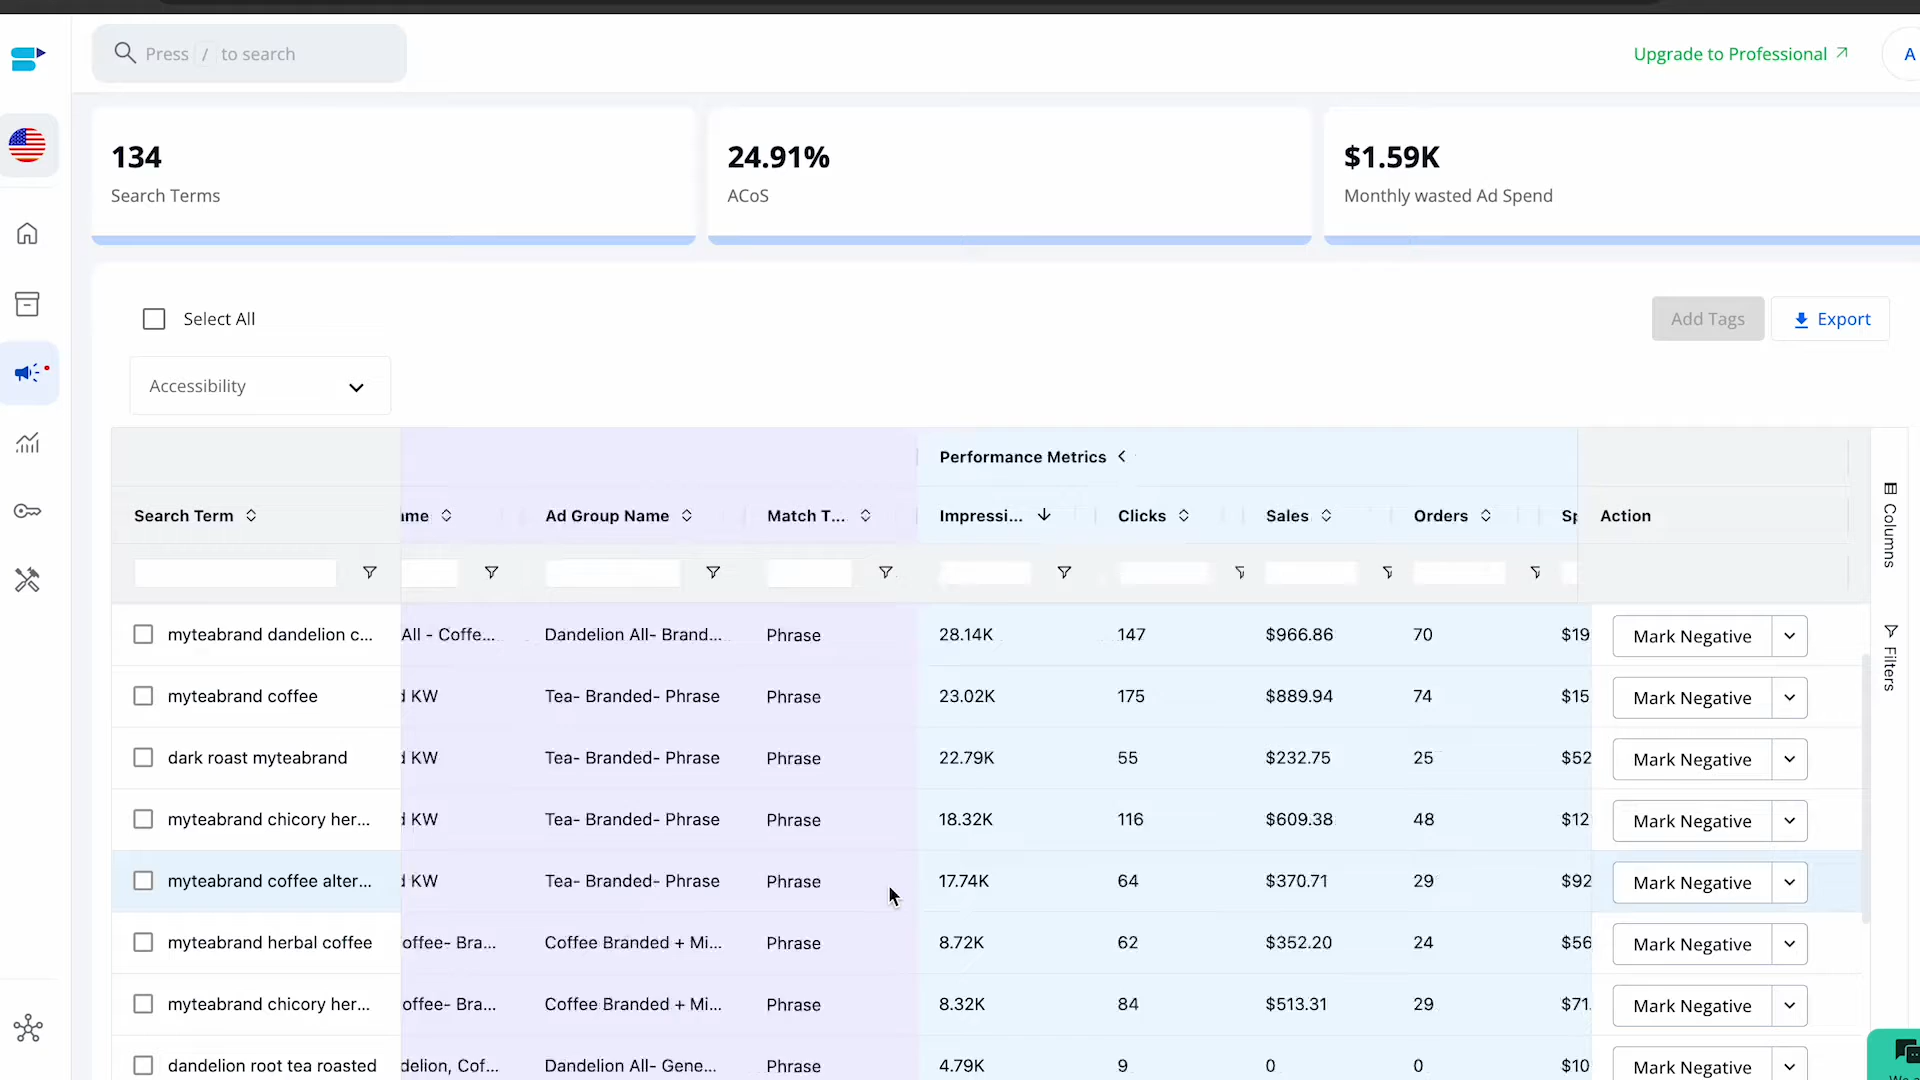 Press / to search
Upgrade to Professional
A
134
Search Terms
24.91%
ACoS
$1.59K
Monthly wasted Ad Spend
Select All
Add Tags
Export
Accessibility
Performance Metrics
Search Term
ame
Ad Group Name
Match T...
Impressi...
Clicks
Sales
Orders
Sp
Action
Columns
Filters
myteabrand dandelion c... All - Coffe... Dandelion All- Brand... Phrase 28.14K 147 $966.86 70 $19 Mark Negative
myteabrand coffee d KW Tea- Branded- Phrase Phrase 23.02K 175 $889.94 74 $15 Mark Negative
dark roast myteabrand d KW Tea- Branded- Phrase Phrase 22.79K 55 $232.75 25 $52 Mark Negative
myteabrand chicory her... d KW Tea- Branded- Phrase Phrase 18.32K 116 $609.38 48 $12 Mark Negative
myteabrand coffee alter... d KW Tea- Branded- Phrase Phrase 17.74K 64 $370.71 29 $92 Mark Negative
myteabrand herbal coffee offee- Bra... Coffee Branded + Mi... Phrase 8.72K 62 $352.20 24 $56 Mark Negative
myteabrand chicory her... offee- Bra... Coffee Branded + Mi... Phrase 8.32K 84 $513.31 29 $71. Mark Negative
dandelion root tea roasted delion, Cof... Dandelion All- Gene... Phrase 4.79K 9 0 0 $10 Mark Negative